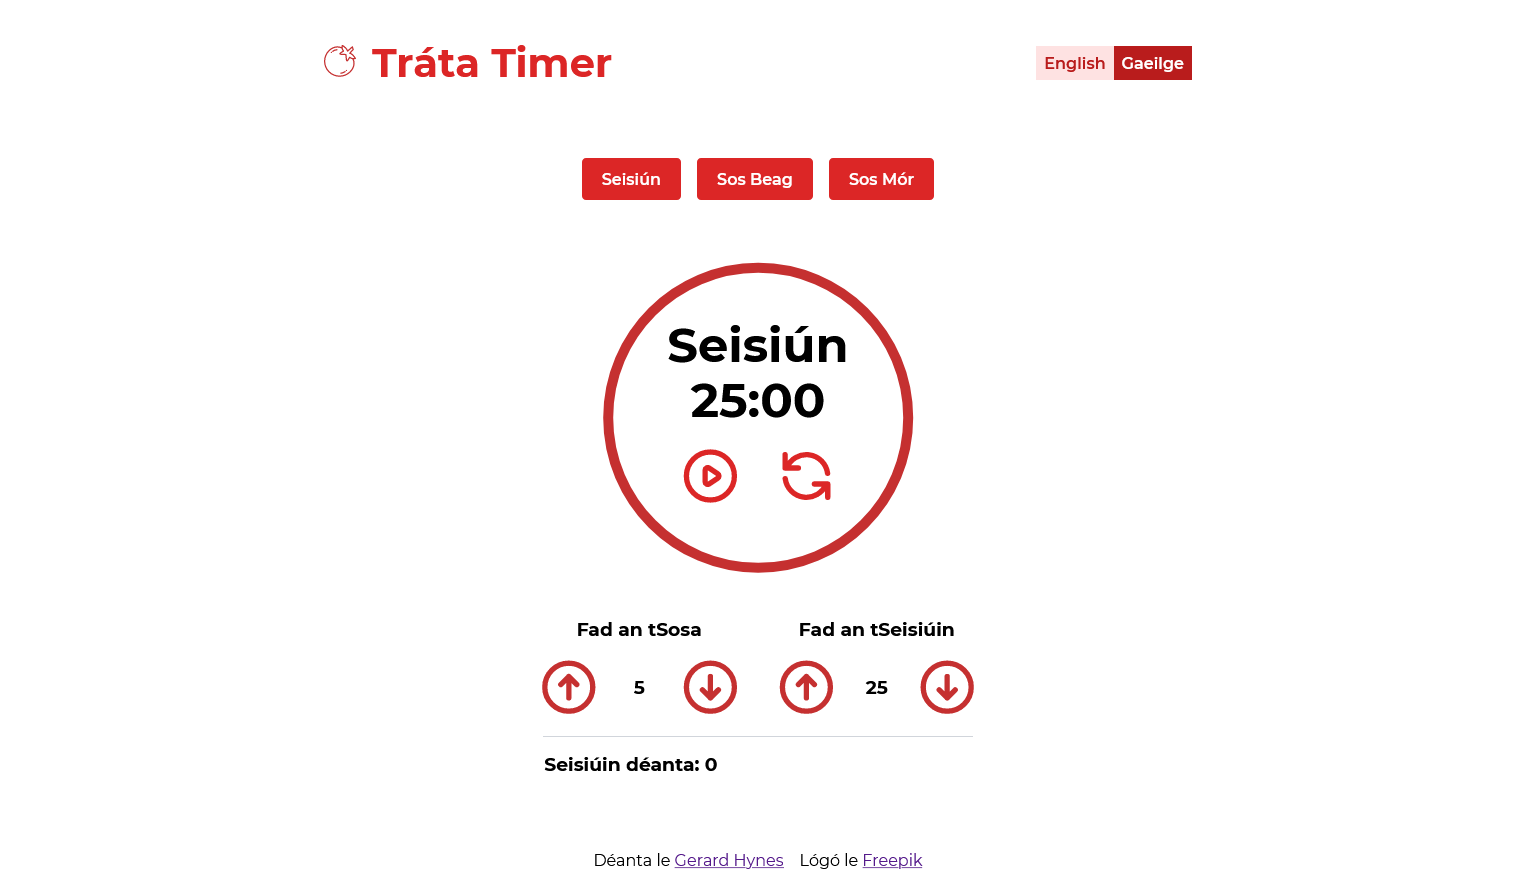 Tráta Timer
English Gaeilge
Seisiún Sos Beag Sos Mór
Seisiún
25:00
Fad an tSosa Fad an tSeisiúin
5 25
Seisiúin déanta: 0
Déanta le Gerard Hynes Lógó le Freepik